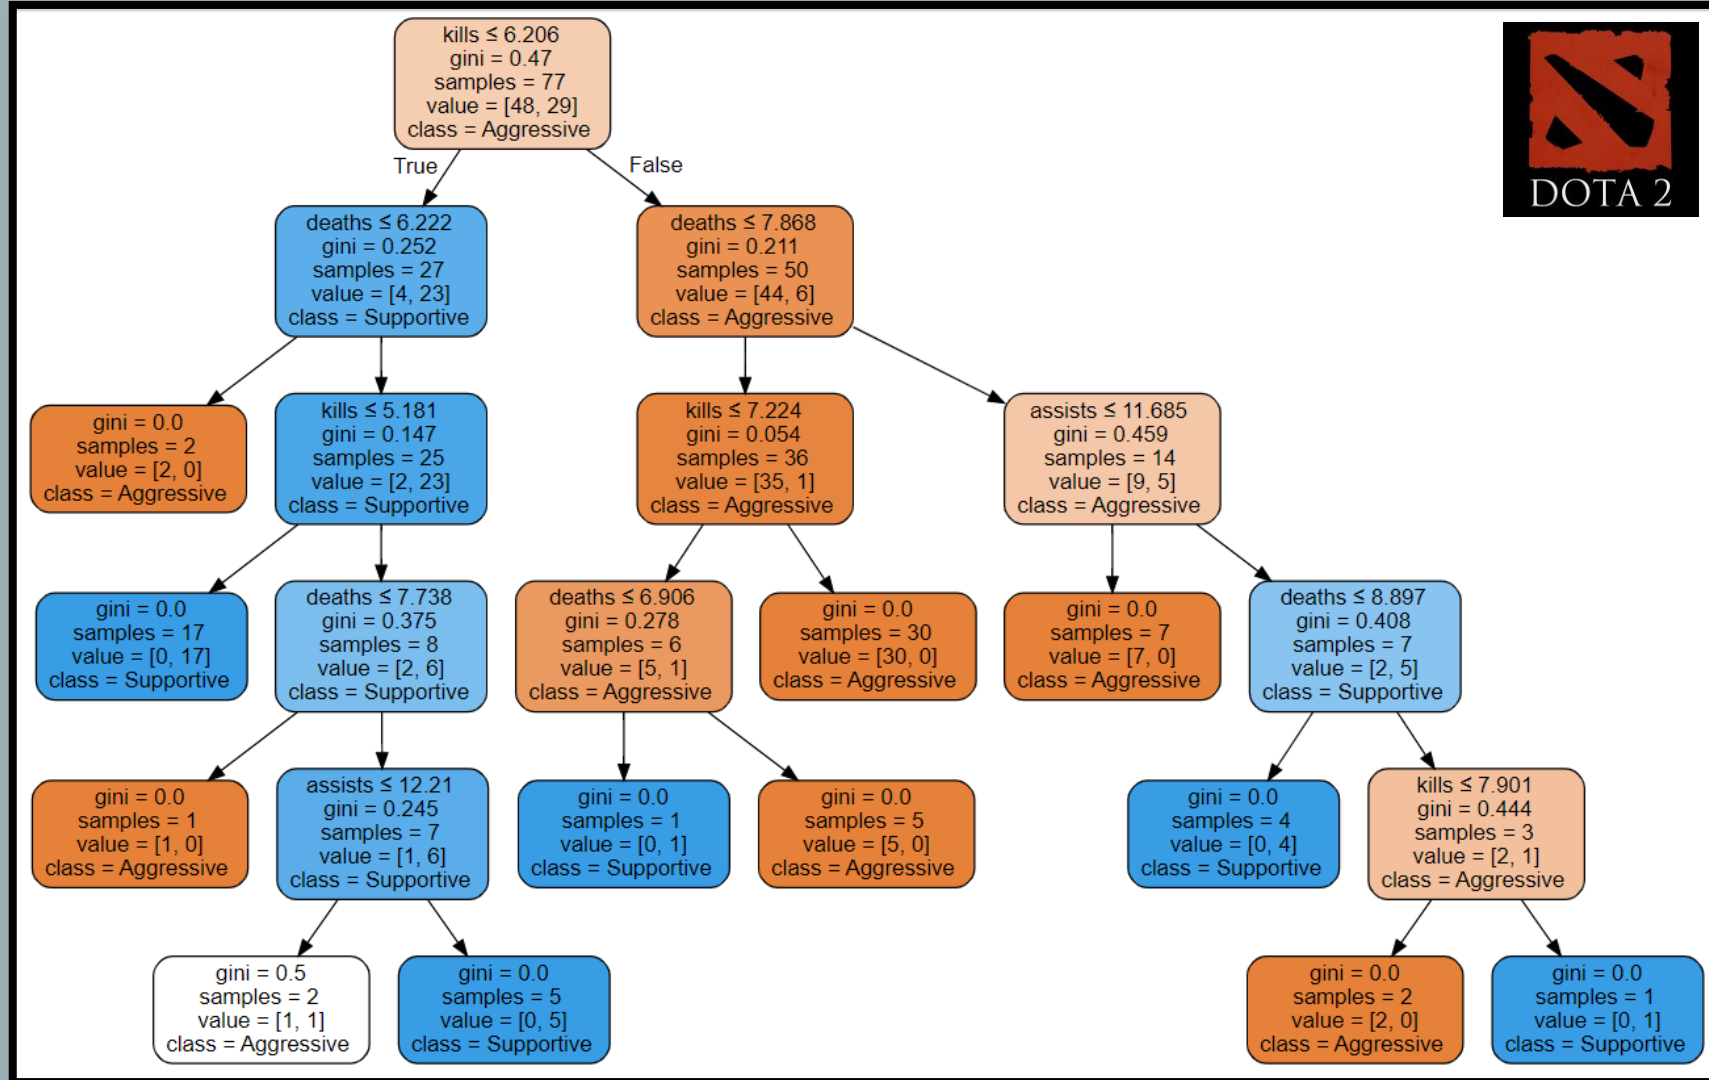 kills ≤ 6.206
gini = 0.47
samples = 77
value = [48, 29]
class = Aggressive
DOTA 2
True
False
deaths ≤ 6.222
gini = 0.252
samples = 27
value = [4, 23]
class = Supportive
deaths ≤ 7.868
gini = 0.211
samples = 50
value = [44, 6]
class = Aggressive
gini = 0.0
samples = 2
value = [2, 0]
class = Aggressive
kills ≤ 5.181
gini = 0.147
samples = 25
value = [2, 23]
class = Supportive
kills ≤ 7.224
gini = 0.054
samples = 36
value = [35, 1]
class = Aggressive
assists ≤ 11.685
gini = 0.459
samples = 14
value = [9, 5]
class = Aggressive
gini = 0.0
samples = 17
value = [0, 17]
class = Supportive
deaths ≤ 7.738
gini = 0.375
samples = 8
value = [2, 6]
class = Supportive
deaths ≤ 6.906
gini = 0.278
samples = 6
value = [5, 1]
class = Aggressive
gini = 0.0
samples = 30
value = [30, 0]
class = Aggressive
gini = 0.0
samples = 7
value = [7, 0]
class = Aggressive
deaths ≤ 8.897
gini = 0.408
samples = 7
value = [2, 5]
class = Supportive
gini = 0.0
samples = 1
value = [1, 0]
class = Aggressive
assists ≤ 12.21
gini = 0.245
samples = 7
value = [1, 6]
class = Supportive
gini = 0.0
samples = 1
value = [0, 1]
class = Supportive
gini = 0.0
samples = 5
value = [5, 0]
class = Aggressive
gini = 0.0
samples = 4
value = [0, 4]
class = Supportive
kills ≤ 7.901
gini = 0.444
samples = 3
value = [2, 1]
class = Aggressive
gini = 0.5
samples = 2
value = [1, 1]
class = Aggressive
gini = 0.0
samples = 5
value = [0, 5]
class = Supportive
gini = 0.0
samples = 2
value = [2, 0]
class = Aggressive
gini = 0.0
samples = 1
value = [0, 1]
class = Supportive